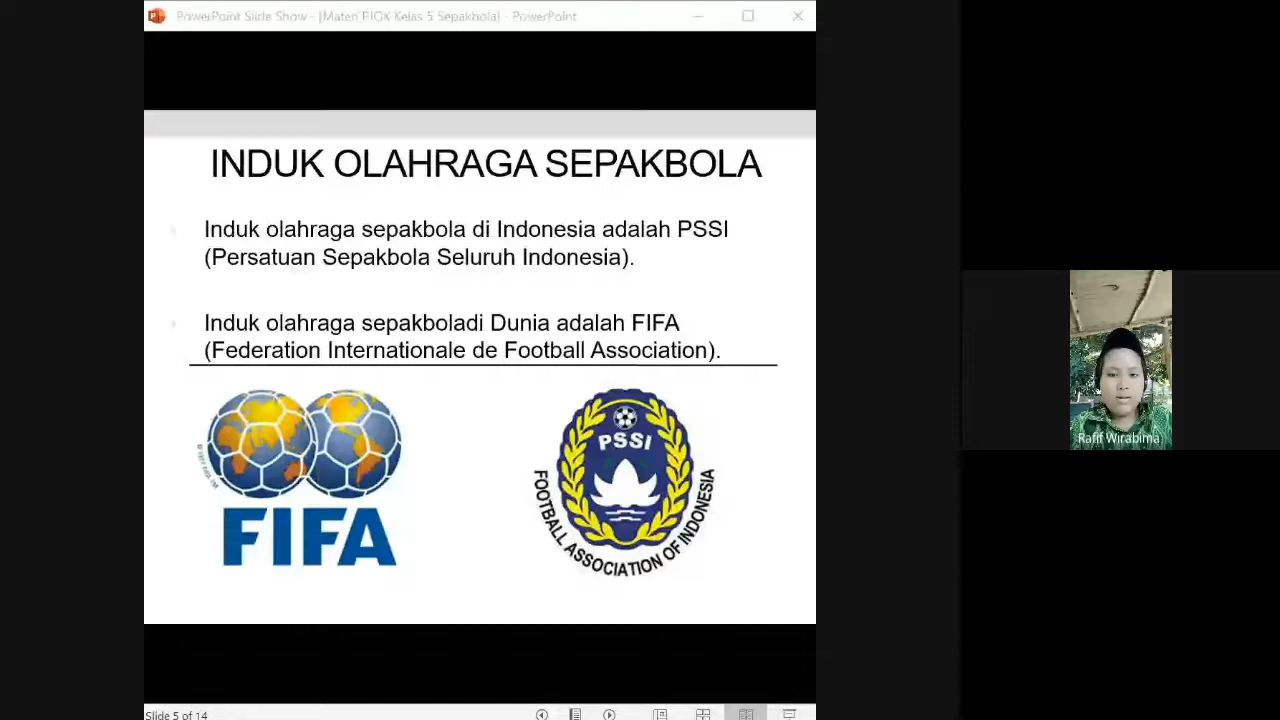 PowerPoint Slide Show - [Materi PJOK Kelas 5 Sepakbola] - PowerPoint
INDUK OLAHRAGA SEPAKBOLA
Induk olahraga sepakbola di Indonesia adalah PSSI
(Persatuan Sepakbola Seluruh Indonesia).
Induk olahraga sepakboladi Dunia adalah FIFA
(Federation Internationale de Football Association).
FIFA
PSSI
FOOTBALL ASSOCIATION OF INDONESIA
Rafif Wirabima
Slide 5 of 14